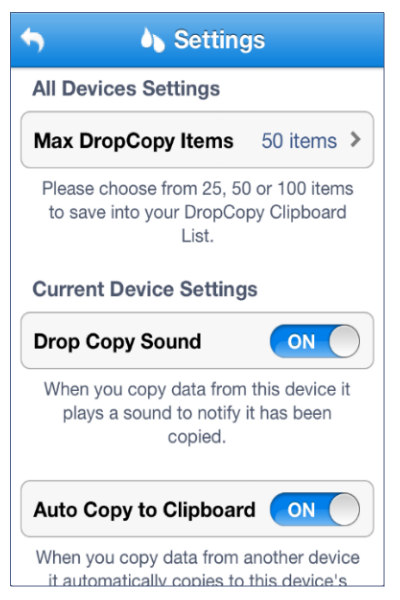 Settings
All Devices Settings
Max DropCopy Items 50 items
Please choose from 25, 50 or 100 items
to save into your DropCopy Clipboard
List.
Current Device Settings
Drop Copy Sound ON
When you copy data from this device it
plays a sound to notify it has been
copied.
Auto Copy to Clipboard ON
When you copy data from another device
it automatically copies to this device's